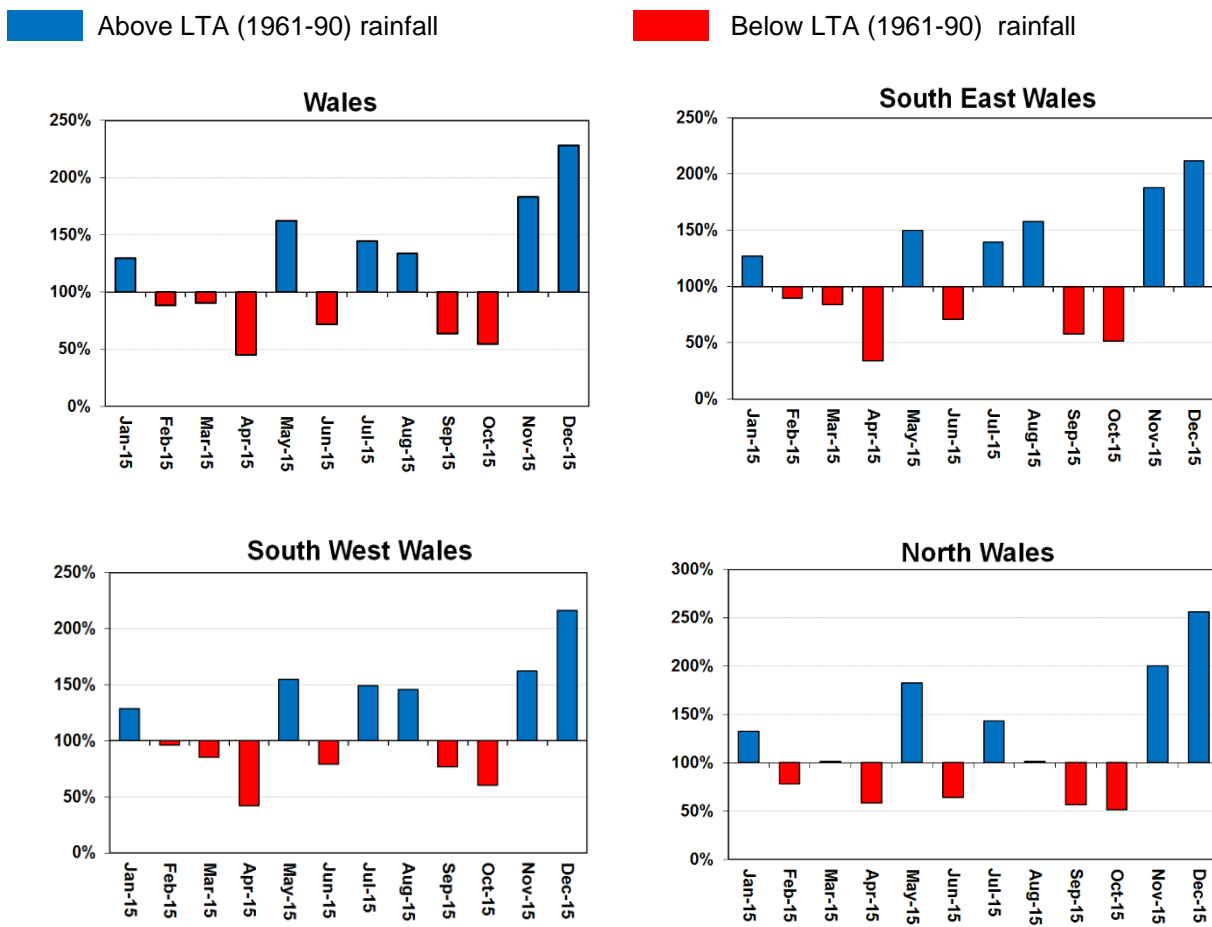 Above LTA (1961-90) rainfall
Below LTA (1961-90) rainfall
Wales
250%
200%
150%
100%
50%
0%
Jan-15
Feb-15
Mar-15
Apr-15
May-15
Jun-15
Jul-15
Aug-15
Sep-15
Oct-15
Nov-15
Dec-15
South East Wales
250%
200%
150%
100%
50%
0%
Jan-15
Feb-15
Mar-15
Apr-15
May-15
Jun-15
Jul-15
Aug-15
Sep-15
Oct-15
Nov-15
Dec-15
South West Wales
250%
200%
150%
100%
50%
0%
Jan-15
Feb-15
Mar-15
Apr-15
May-15
Jun-15
Jul-15
Aug-15
Sep-15
Oct-15
Nov-15
Dec-15
North Wales
300%
250%
200%
150%
100%
50%
0%
Jan-15
Feb-15
Mar-15
Apr-15
May-15
Jun-15
Jul-15
Aug-15
Sep-15
Oct-15
Nov-15
Dec-15